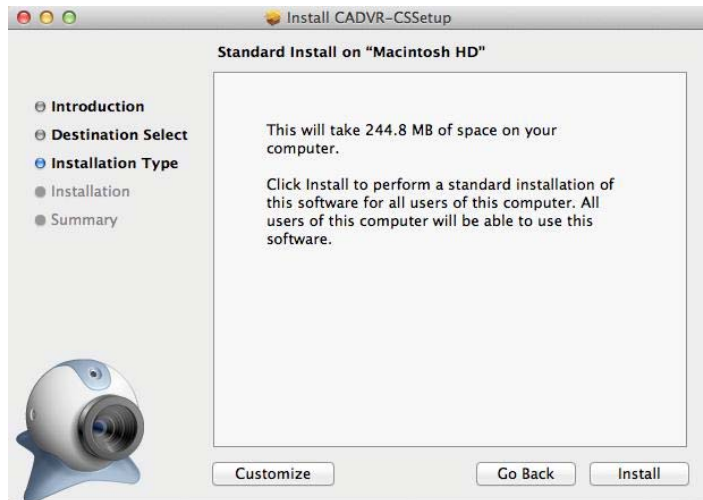 Install CADVR-CSSetup
Standard Install on “Macintosh HD”
Introduction
Destination Select
Installation Type
Installation
Summary
This will take 244.8 MB of space on your
computer.
Click Install to perform a standard installation of
this software for all users of this computer. All
users of this computer will be able to use this
software.
Customize
Go Back
Install